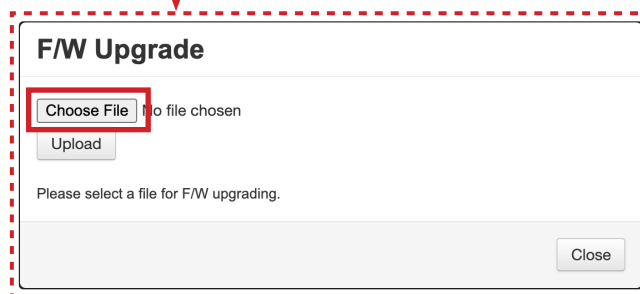 F/W Upgrade
Choose File No file chosen
Upload
Please select a file for F/W upgrading.
Close